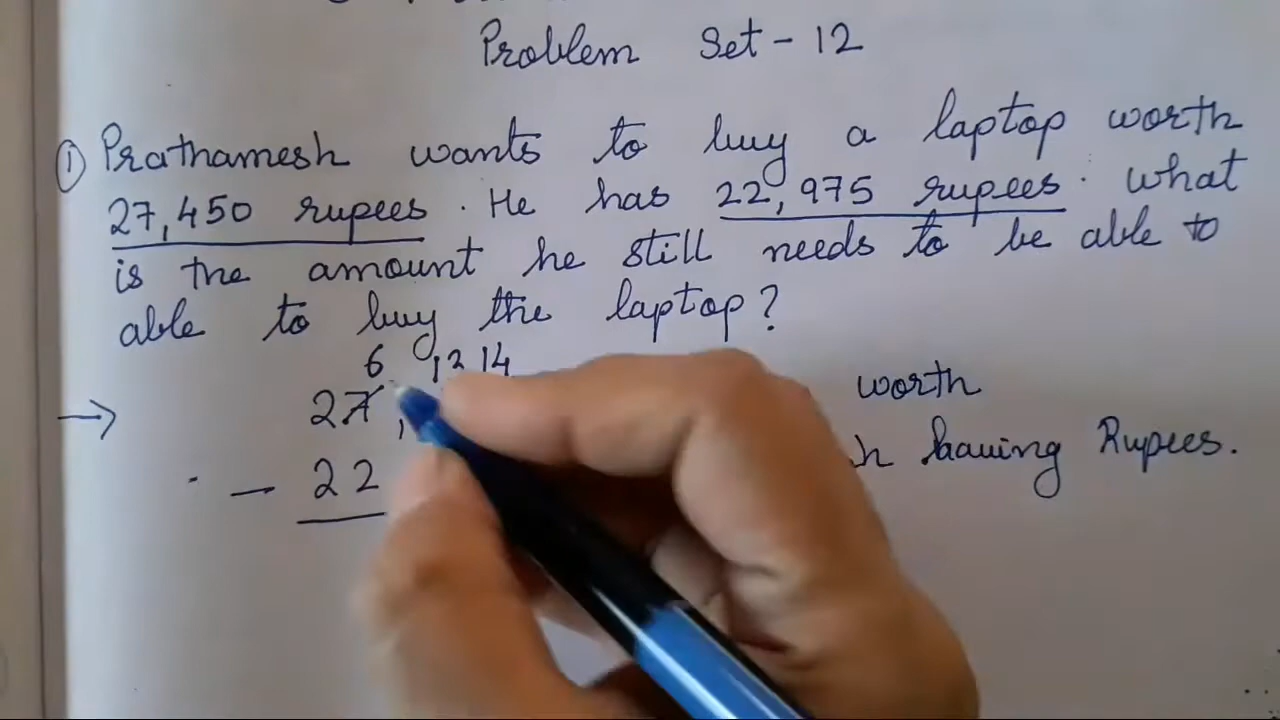 Problem Set - 12
① Prathamesh wants to buy a laptop worth
27,450 rupees. He has 22,975 rupees. What
is the amount he still needs to be able to
able to buy the laptop?
6 13 14
→ 27, worth
- 22 having Rupees.